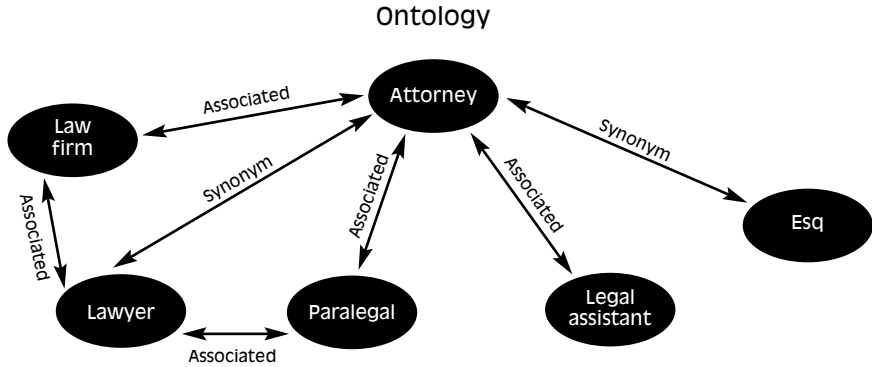 Ontology
Attorney
Associated
Law
firm
Synonym
Synonym
Associated
Associated
Associated
Esq
Lawyer
Paralegal
Legal
assistant
Associated